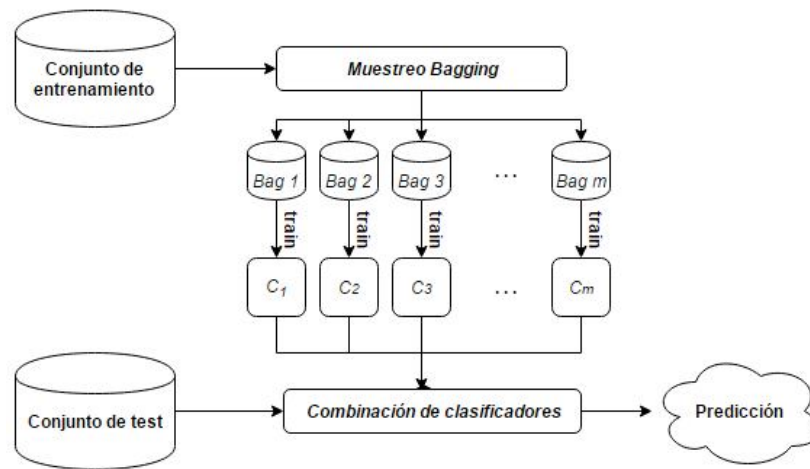 Conjunto de
entrenamiento
Muestreo Bagging
Bag 1
Bag 2
Bag 3
...
Bag m
train
train
train
train
C1
C2
C3
...
Cm
Conjunto de test
Combinación de clasificadores
Predicción